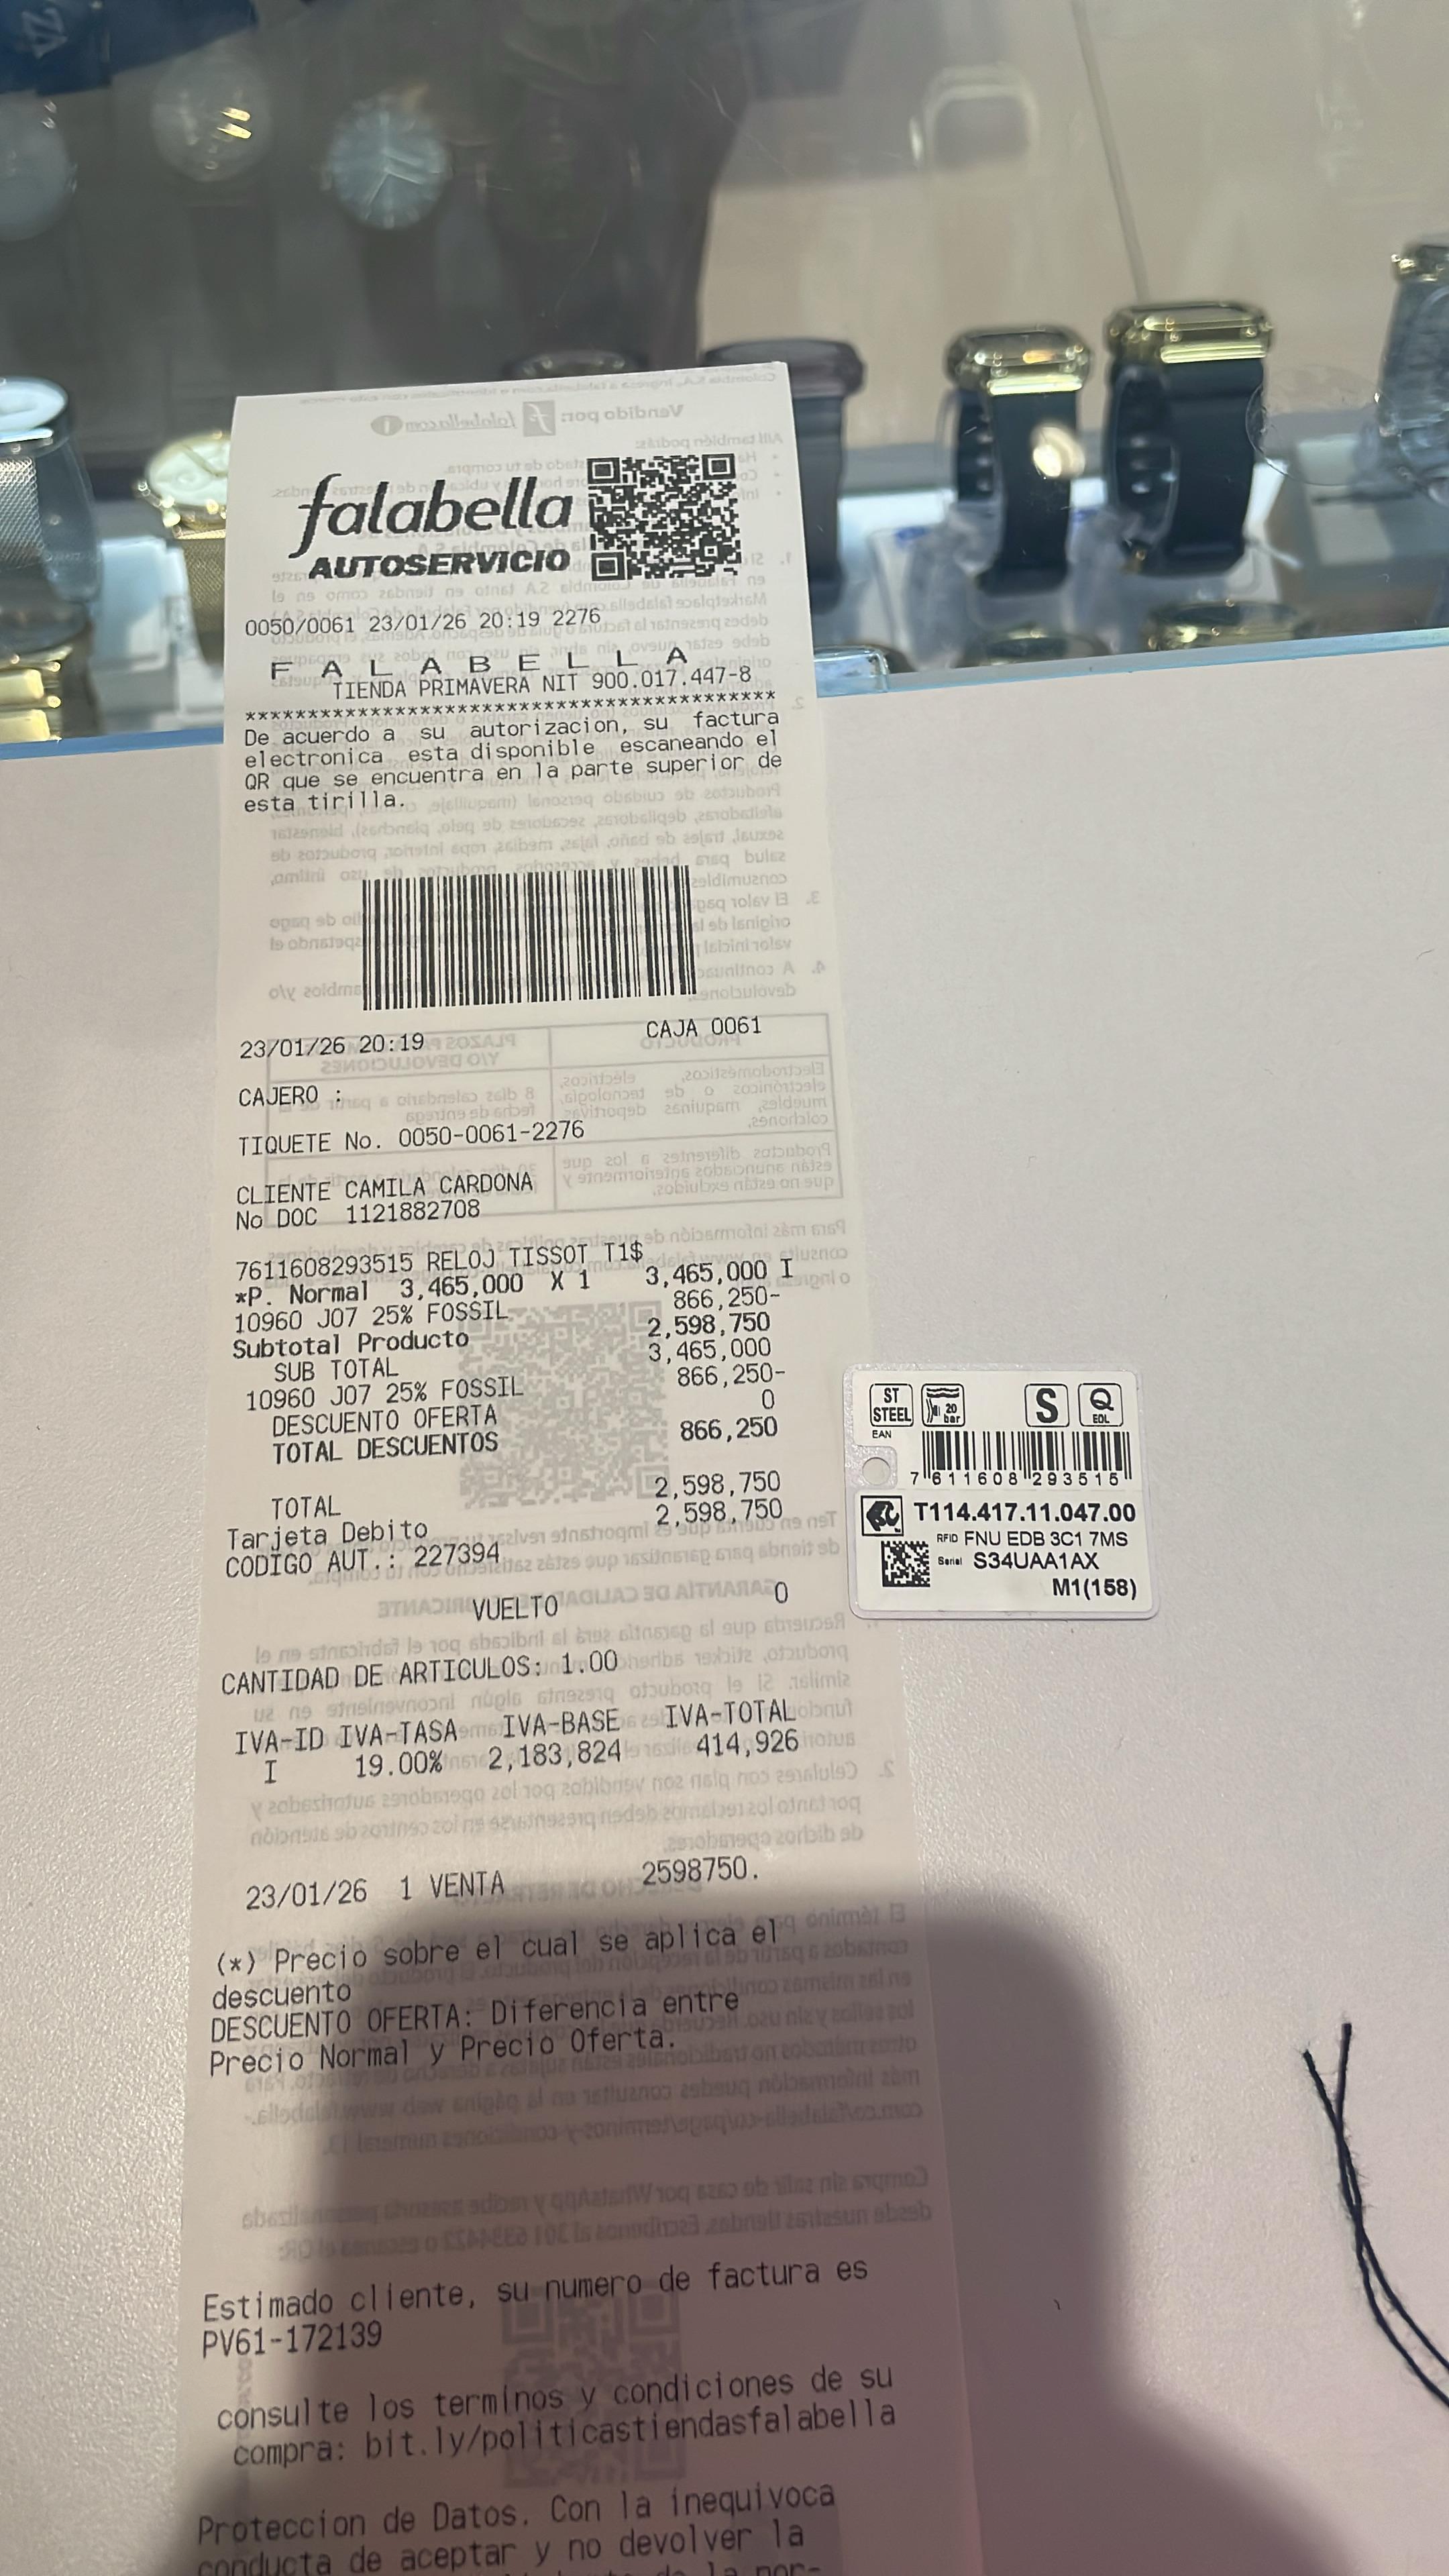 falabella
AUTOSERVICIO
0050/0061 23/01/26 20:19 2276
F A L A B E L L A
TIENDA PRIMAVERA NIT 900.017.447-8
******************************************
De acuerdo a su autorizacion, su factura
electronica esta disponible escaneando el
QR que se encuentra en la parte superior de
esta tirilla.
23/01/26 20:19 CAJA 0061
CAJERO :
TIQUETE No. 0050-0061-2276
CLIENTE CAMILA CARDONA
No DOC 1121882708
7611608293515 RELOJ TISSOT T1$
*P. Normal 3,465,000 X 1 3,465,000 I
10960 J07 25% FOSSIL 866,250-
Subtotal Producto 2,598,750
SUB TOTAL 3,465,000
10960 J07 25% FOSSIL 866,250-
DESCUENTO OFERTA 0
TOTAL DESCUENTOS 866,250
TOTAL 2,598,750
Tarjeta Debito 2,598,750
CODIGO AUT.: 227394
VUELTO 0
CANTIDAD DE ARTICULOS: 1.00
IVA-ID IVA-TASA IVA-BASE IVA-TOTAL
I 19.00% 2,183,824 414,926
23/01/26 1 VENTA 2598750.
(*) Precio sobre el cual se aplica el
descuento
DESCUENTO OFERTA: Diferencia entre
Precio Normal y Precio Oferta.
Estimado cliente, su numero de factura es
PV61-172139
consulte los terminos y condiciones de su
compra: bit.ly/politicastiendasfalabella
Proteccion de Datos. Con la inequivoca
conducta de aceptar y no devolver la
ST
STEEL
20
bar
S
Q
EOL
EAN
7 611608 293515
T114.417.11.047.00
RFID FNU EDB 3C1 7MS
Serial S34UAA1AX
M1(158)